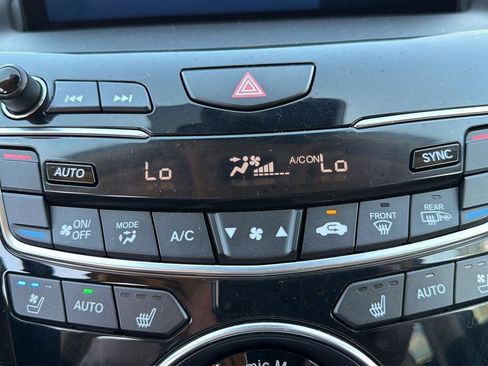 AUTO Lo A/C ON Lo SYNC
ON/OFF MODE A/C FRONT REAR
AUTO AUTO